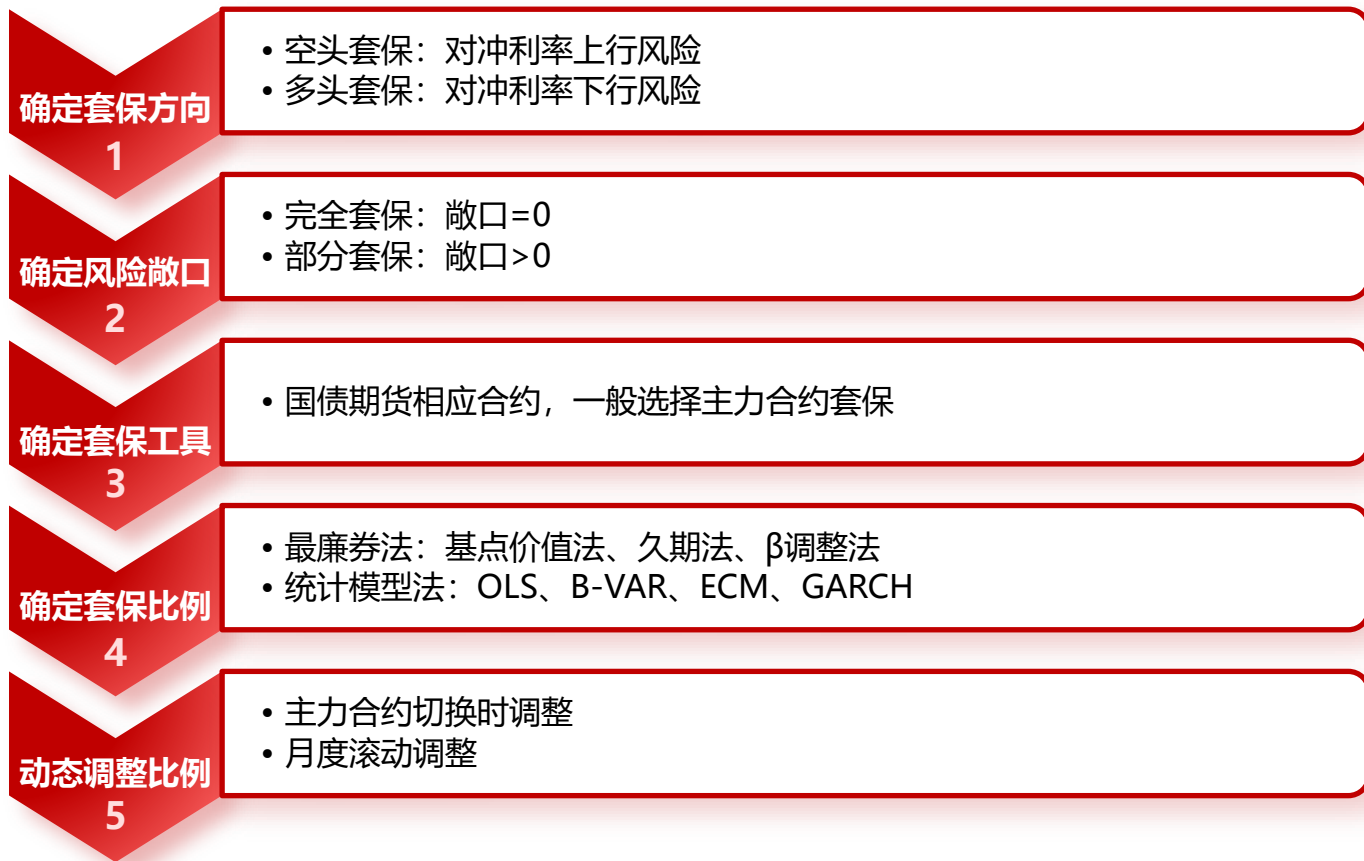 确定套保方向
1
• 空头套保：对冲利率上行风险
• 多头套保：对冲利率下行风险
确定风险敞口
2
• 完全套保：敞口=0
• 部分套保：敞口>0
确定套保工具
3
• 国债期货相应合约，一般选择主力合约套保
确定套保比例
4
• 最廉券法：基点价值法、久期法、β调整法
• 统计模型法：OLS、B-VAR、ECM、GARCH
动态调整比例
5
• 主力合约切换时调整
• 月度滚动调整